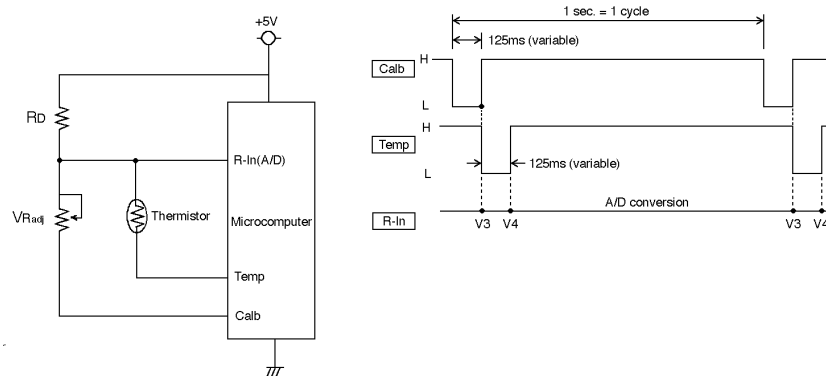 +5V
RD
R-In(A/D)
VRadj
Thermistor
Microcomputer
Temp
Calb
1 sec. = 1 cycle
125ms (variable)
Calb
H
L
Temp
H
L
125ms (variable)
A/D conversion
R-In
V3
V4
V3
V4